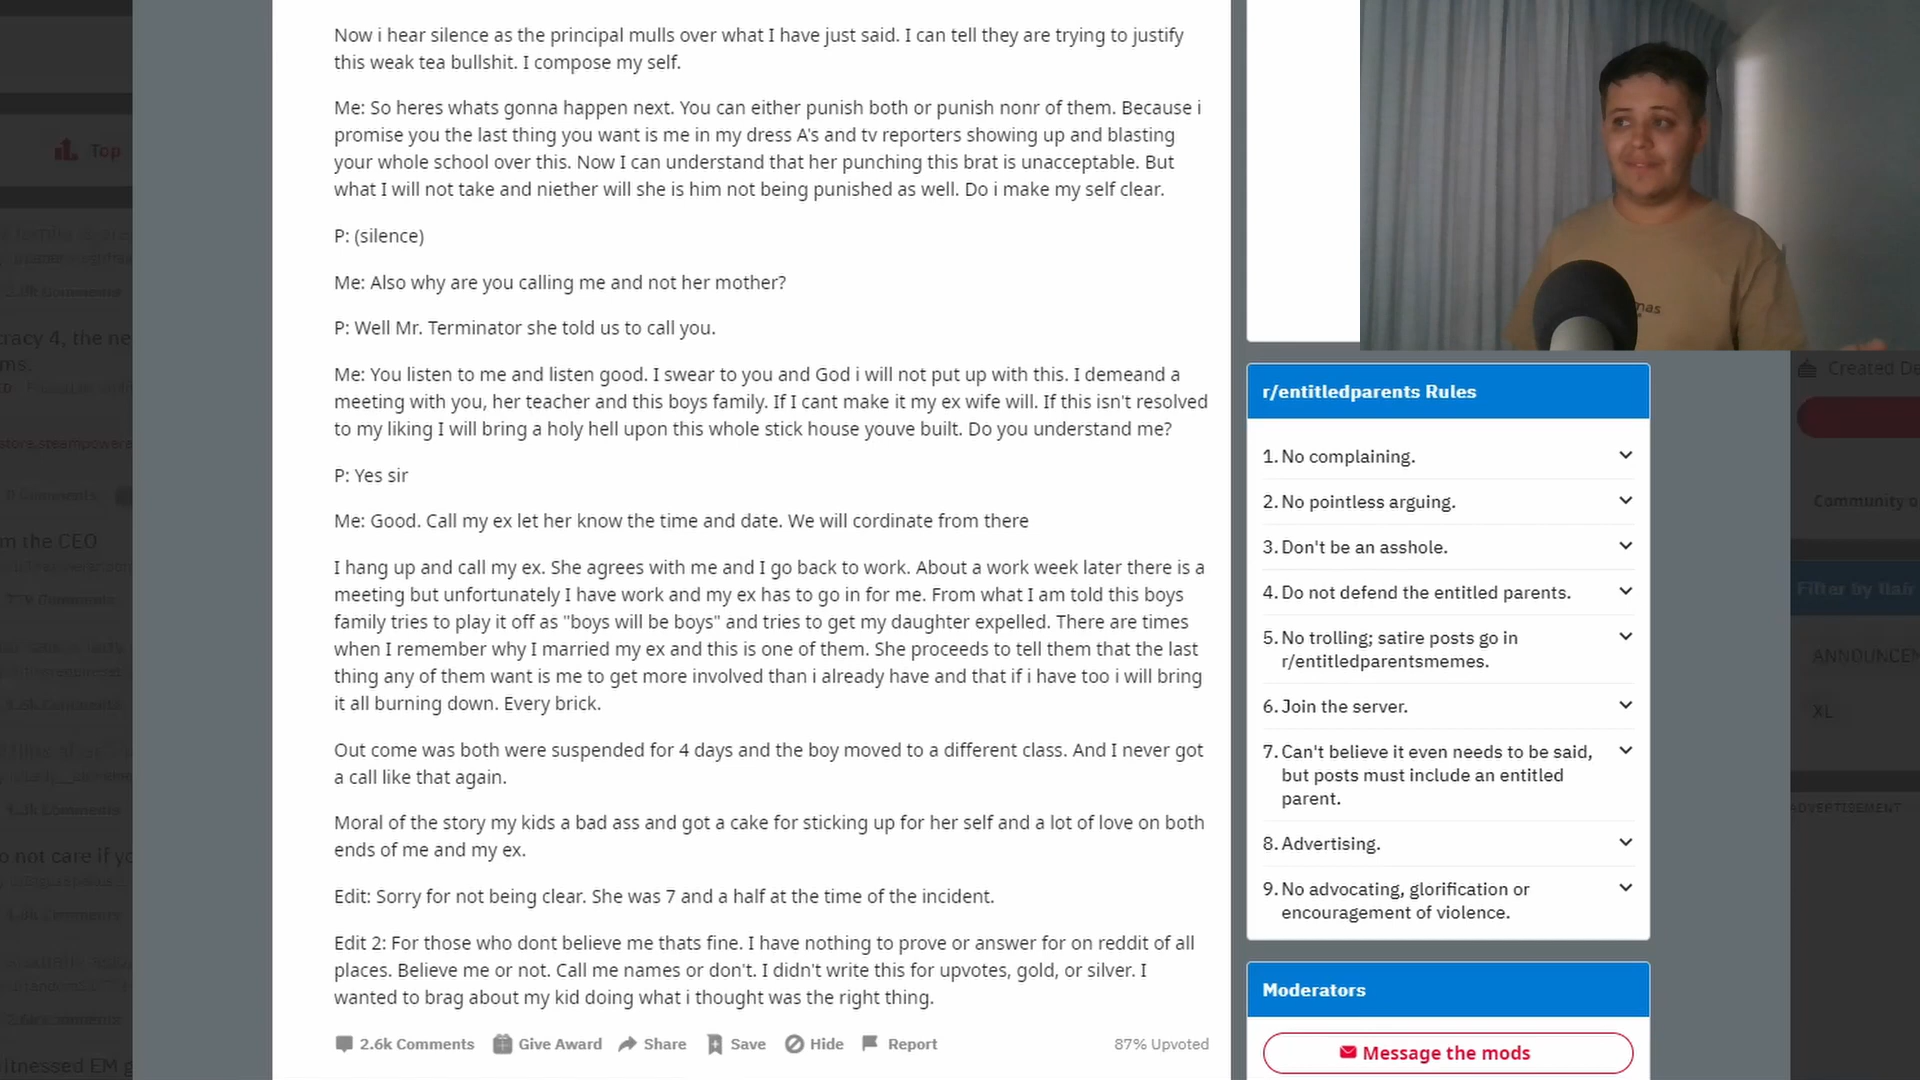 Now i hear silence as the principal mulls over what I have just said. I can tell they are trying to justify
this weak tea bullshit. I compose my self.
Me: So heres whats gonna happen next. You can either punish both or punish nonr of them. Because i
promise you the last thing you want is me in my dress A's and tv reporters showing up and blasting
your whole school over this. Now I can understand that her punching this brat is unacceptable. But
what I will not take and niether will she is him not being punished as well. Do i make my self clear.
P: (silence)
Me: Also why are you calling me and not her mother?
P: Well Mr. Terminator she told us to call you.
Me: You listen to me and listen good. I swear to you and God i will not put up with this. I demeand a
meeting with you, her teacher and this boys family. If I cant make it my ex wife will. If this isn't resolved
to my liking I will bring a holy hell upon this whole stick house youve built. Do you understand me?
P: Yes sir
Me: Good. Call my ex let her know the time and date. We will cordinate from there
I hang up and call my ex. She agrees with me and I go back to work. About a work week later there is a
meeting but unfortunately I have work and my ex has to go in for me. From what I am told this boys
family tries to play it off as "boys will be boys" and tries to get my daughter expelled. There are times
when I remember why I married my ex and this is one of them. She proceeds to tell them that the last
thing any of them want is me to get more involved than i already have and that if i have too i will bring
it all burning down. Every brick.
Out come was both were suspended for 4 days and the boy moved to a different class. And I never got
a call like that again.
Moral of the story my kids a bad ass and got a cake for sticking up for her self and a lot of love on both
ends of me and my ex.
Edit: Sorry for not being clear. She was 7 and a half at the time of the incident.
Edit 2: For those who dont believe me thats fine. I have nothing to prove or answer for on reddit of all
places. Believe me or not. Call me names or don't. I didn't write this for upvotes, gold, or silver. I
wanted to brag about my kid doing what i thought was the right thing.
2.6k Comments Give Award Share Save Hide Report 87% Upvoted
r/entitledparents Rules
1. No complaining.
2. No pointless arguing.
3. Don't be an asshole.
4. Do not defend the entitled parents.
5. No trolling; satire posts go in
r/entitledparentsmemes.
6. Join the server.
7. Can't believe it even needs to be said,
but posts must include an entitled
parent.
8. Advertising.
9. No advocating, glorification or
encouragement of violence.
Moderators
Message the mods
Top
racy 4, the ne
m the CEO
o not care if yo
itnessed EM g
Created De
Community o
Filter by flair
ANNOUNCEN
XL
ADVERTISEMENT